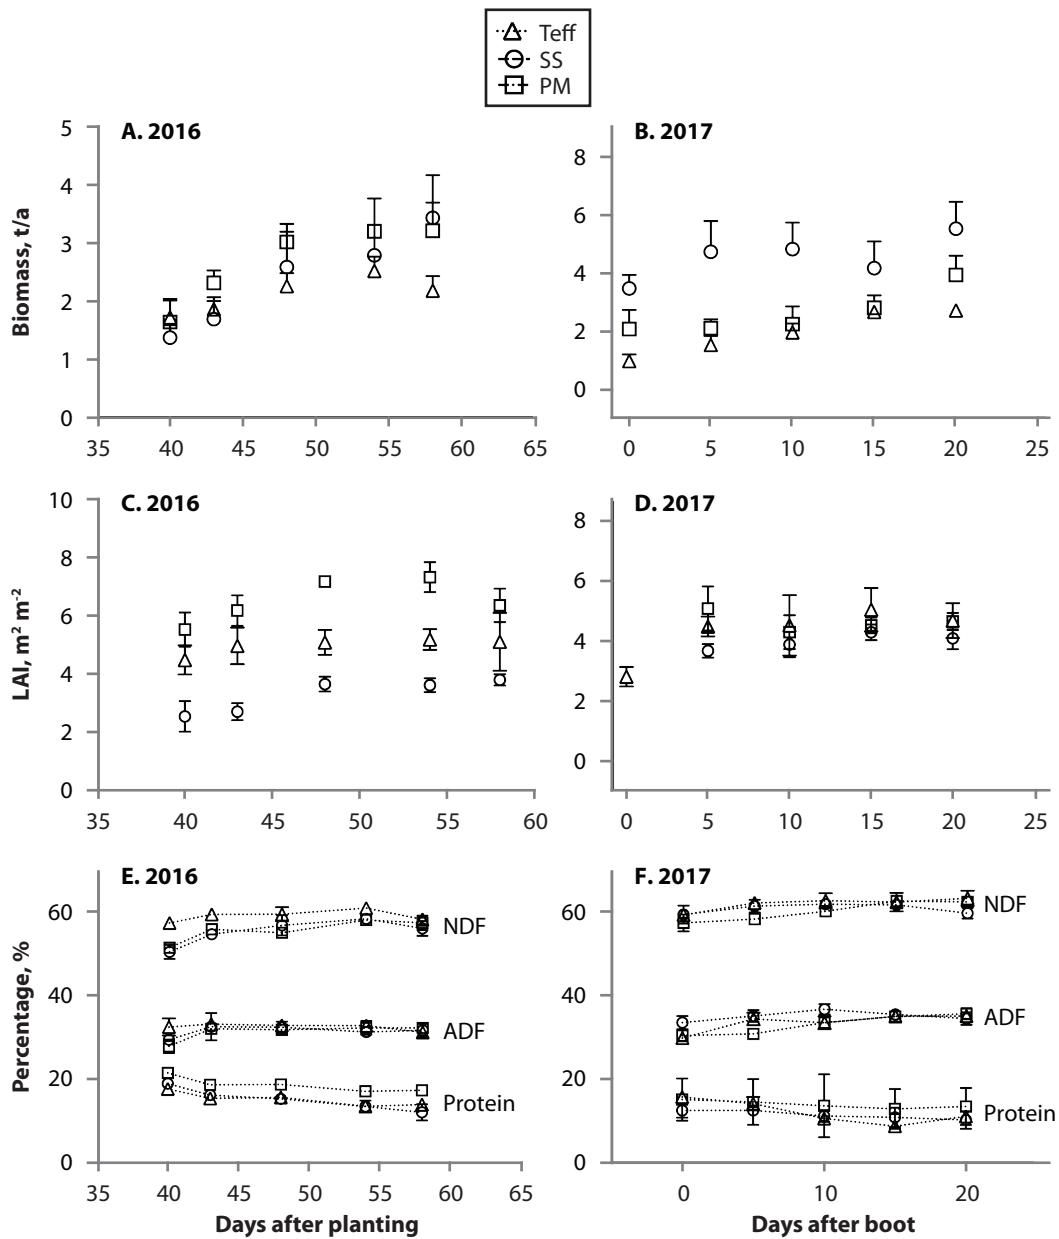 Teff
SS
PM
A. 2016
B. 2017
Biomass, t/a
5
4
3
2
1
0
35 40 45 50 55 60 65
8
6
4
2
0
0 5 10 15 20 25
C. 2016
D. 2017
LAI, m² m⁻²
10
8
6
4
2
0
35 40 45 50 55 60
8
6
4
2
0
0 5 10 15 20 25
E. 2016
F. 2017
Percentage, %
60
40
20
0
NDF
ADF
Protein
35 40 45 50 55 60 65
Days after planting
60
40
20
0
NDF
ADF
Protein
0 10 20
Days after boot